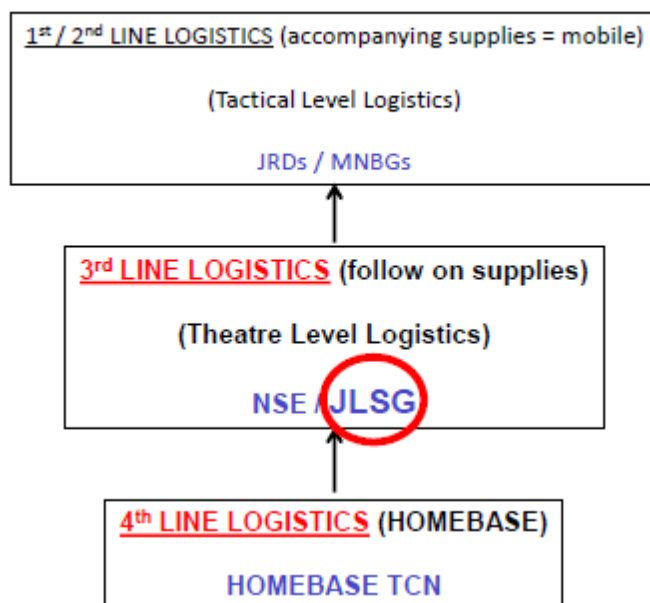 1st / 2nd LINE LOGISTICS (accompanying supplies = mobile)
(Tactical Level Logistics)
JRDs / MNBGs
3rd LINE LOGISTICS (follow on supplies)
(Theatre Level Logistics)
NSE / JLSG
4th LINE LOGISTICS (HOMEBASE)
HOMEBASE TCN